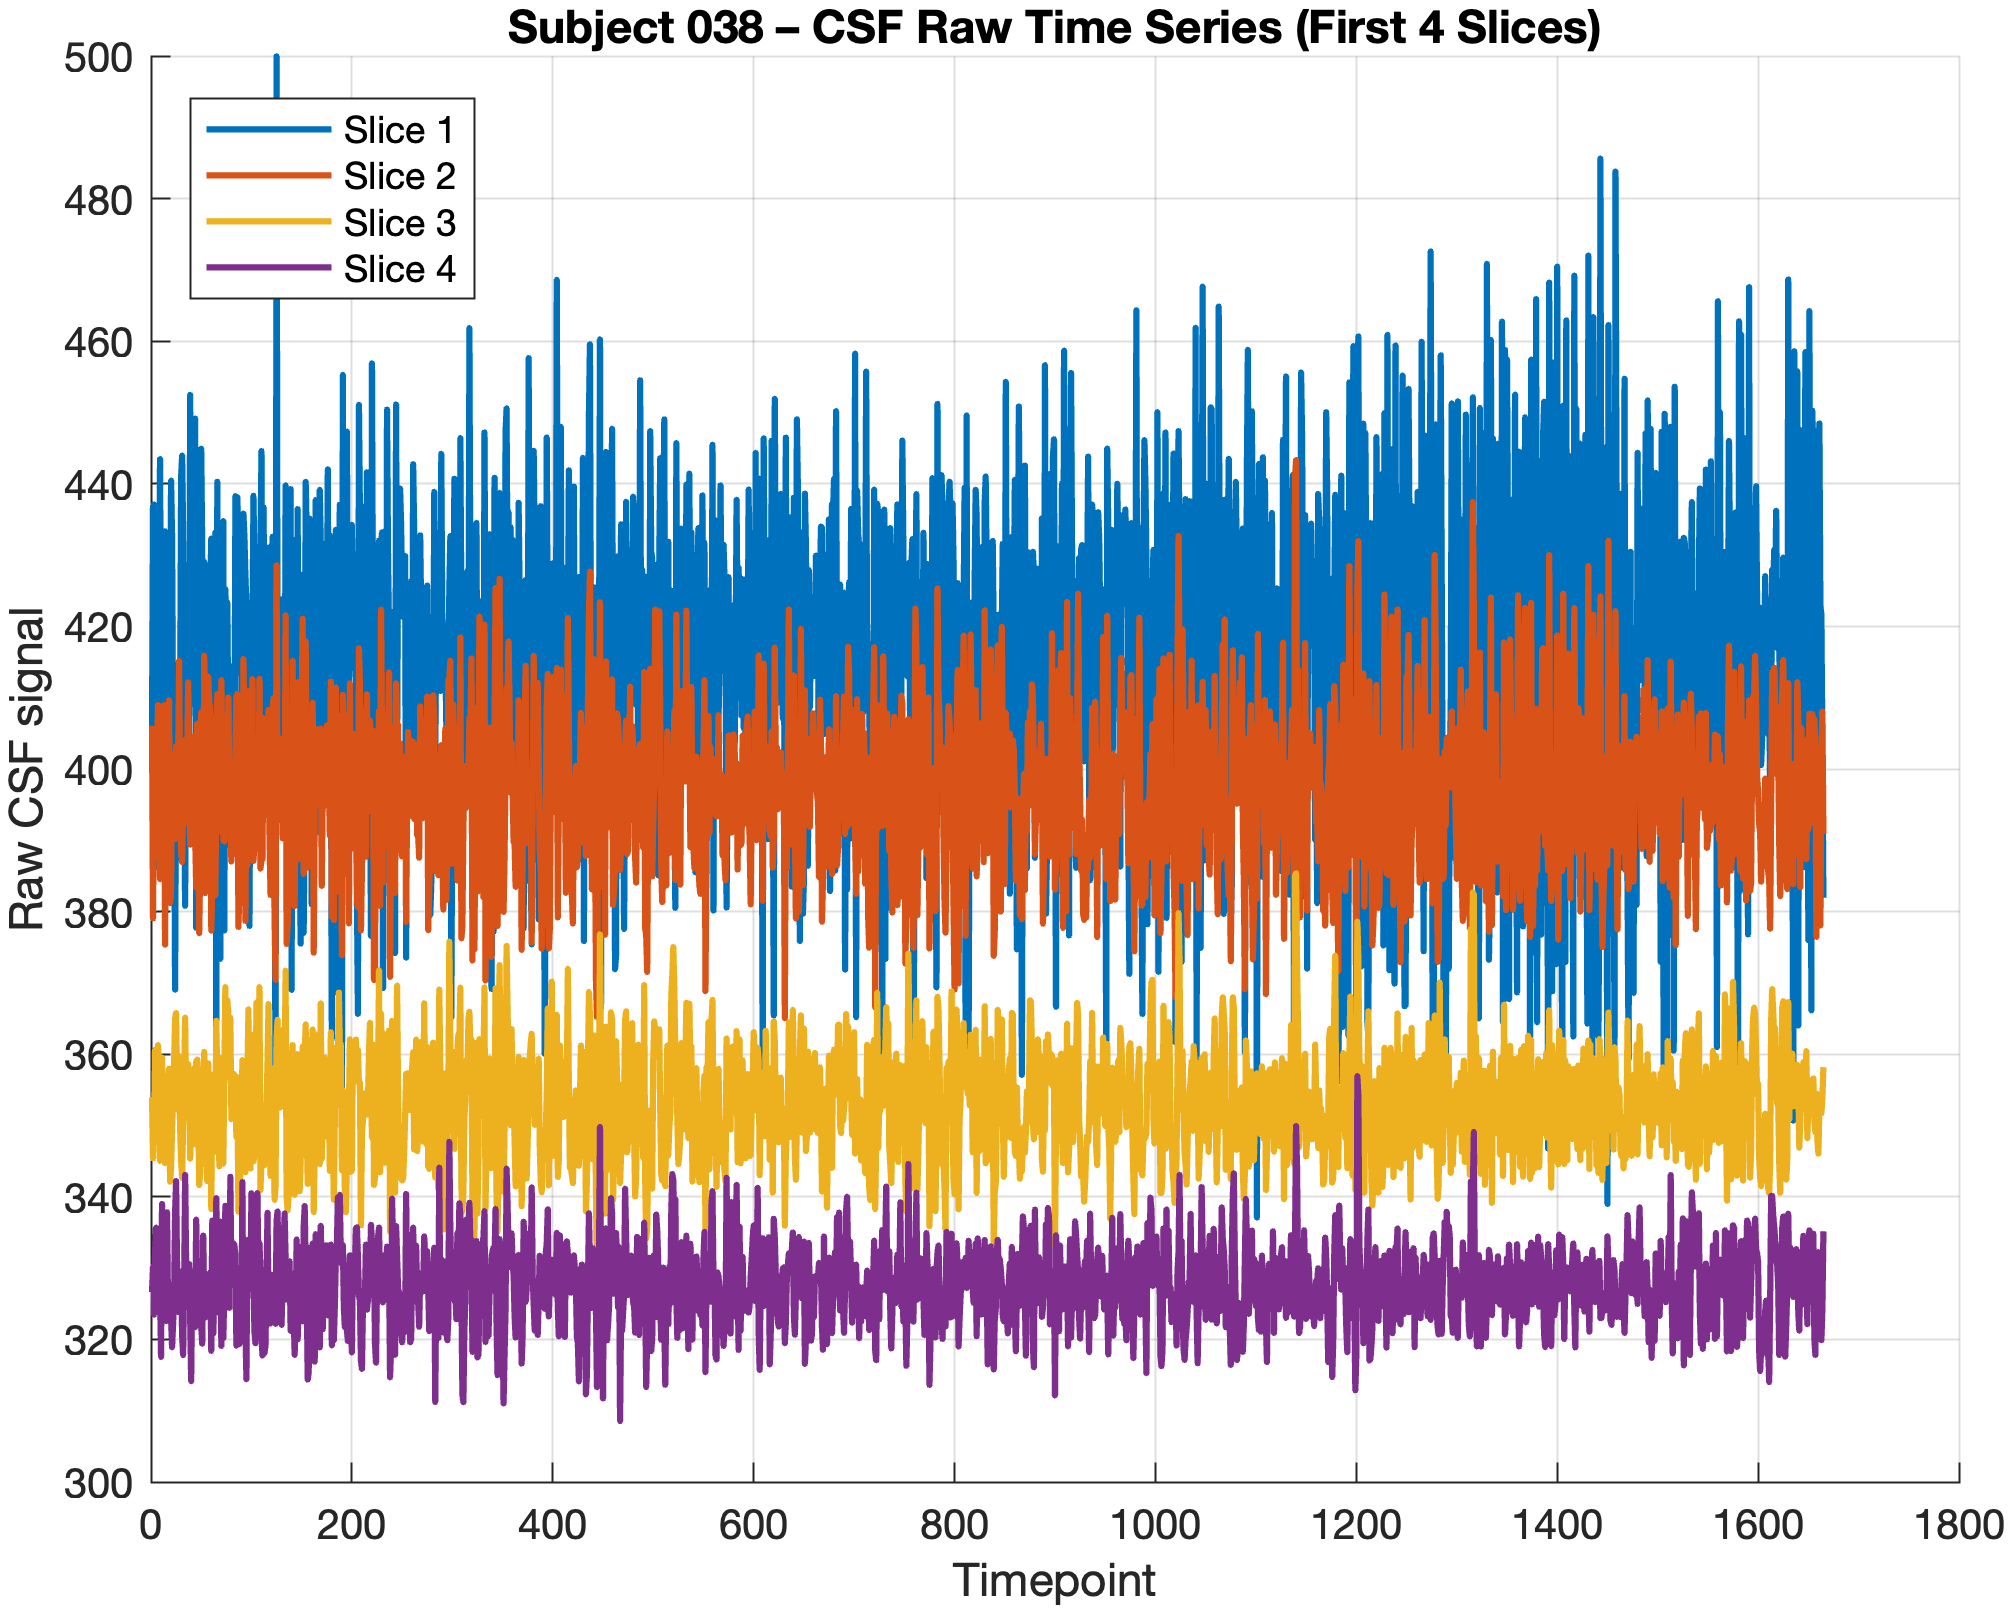 Subject 038 – CSF Raw Time Series (First 4 Slices)
500
480
460
440
420
400
380
360
340
320
300
Slice 1
Slice 2
Slice 3
Slice 4
Raw CSF signal
0 200 400 600 800 1000 1200 1400 1600 1800
Timepoint